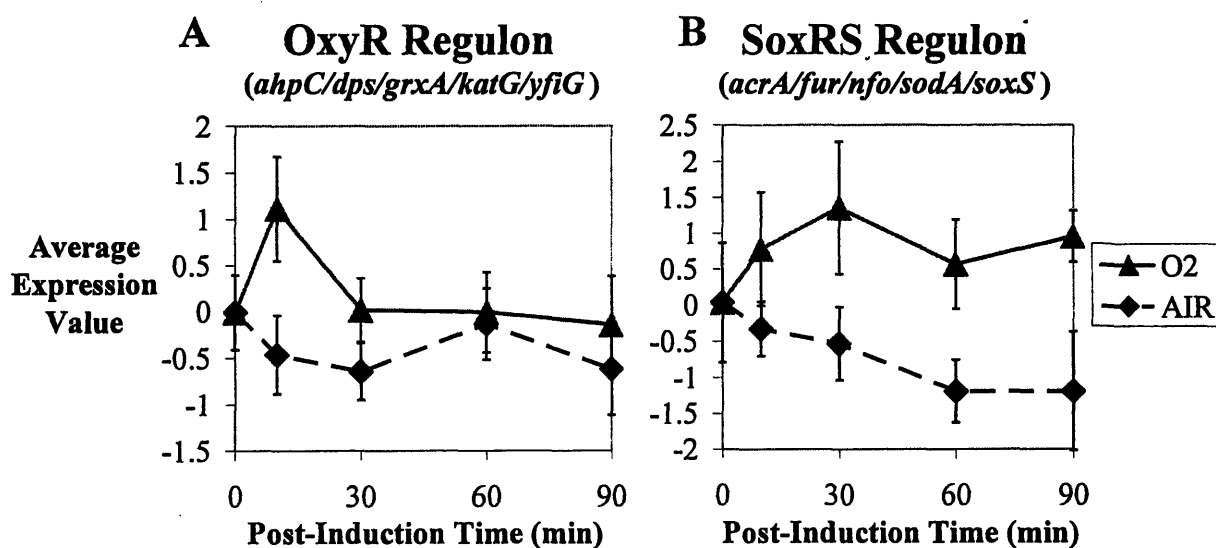 A OxyR Regulon
(ahpC/dps/grxA/katG/yfiG)
B SoxRS Regulon
(acrA/fur/nfo/sodA/soxS)
Average
Expression
Value
2
1.5
1
0.5
0
-0.5
-1
-1.5
0 30 60 90
Post-Induction Time (min)
2.5
2
1.5
1
0.5
0
-0.5
-1
-1.5
-2
0 30 60 90
Post-Induction Time (min)
O2
AIR